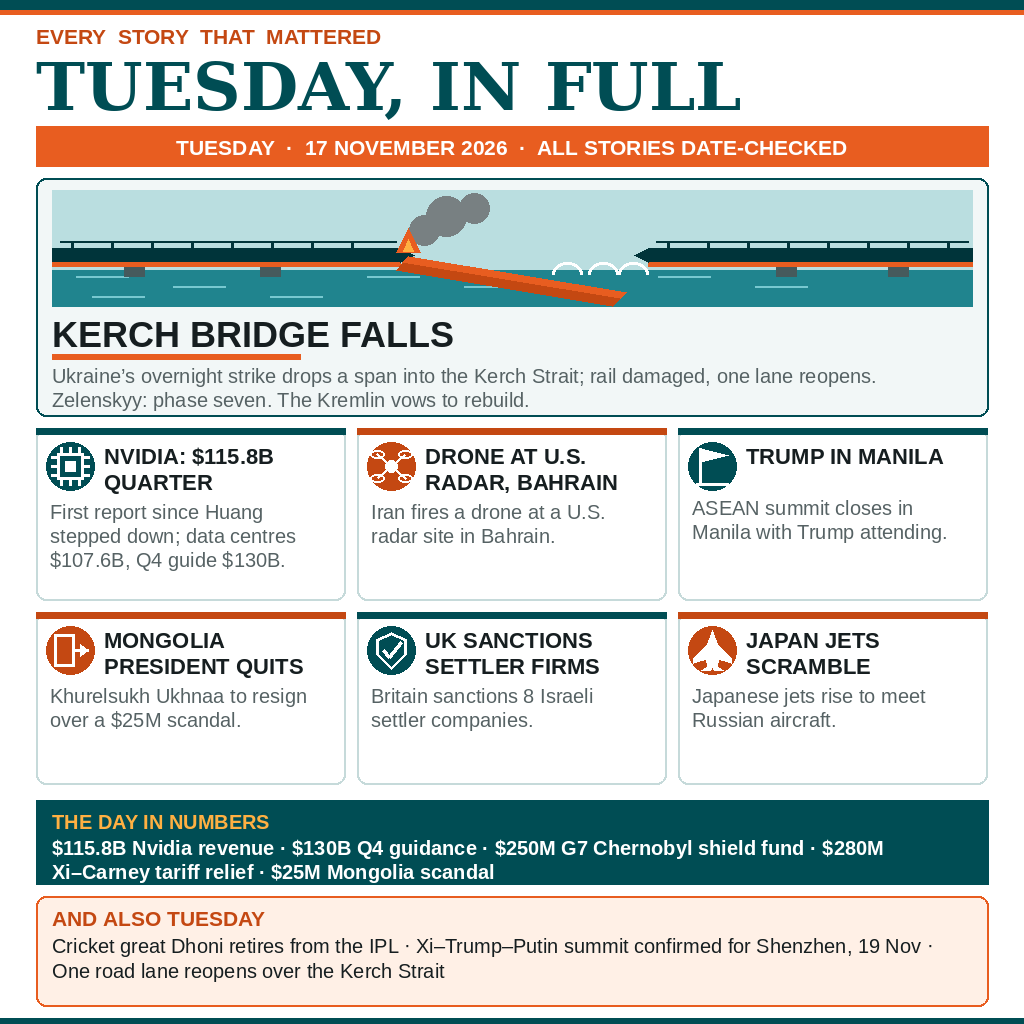 EVERY STORY THAT MATTERED
TUESDAY, IN FULL
TUESDAY · 17 NOVEMBER 2026 · ALL STORIES DATE-CHECKED
KERCH BRIDGE FALLS
Ukraine’s overnight strike drops a span into the Kerch Strait; rail damaged, one lane reopens.
Zelenskyy: phase seven. The Kremlin vows to rebuild.
NVIDIA: $115.8B
QUARTER
First report since Huang
stepped down; data centres
$107.6B, Q4 guide $130B.
DRONE AT U.S.
RADAR, BAHRAIN
Iran fires a drone at a U.S.
radar site in Bahrain.
TRUMP IN MANILA
ASEAN summit closes in
Manila with Trump attending.
MONGOLIA
PRESIDENT QUITS
Khurelsukh Ukhnaa to resign
over a $25M scandal.
UK SANCTIONS
SETTLER FIRMS
Britain sanctions 8 Israeli
settler companies.
JAPAN JETS
SCRAMBLE
Japanese jets rise to meet
Russian aircraft.
THE DAY IN NUMBERS
$115.8B Nvidia revenue · $130B Q4 guidance · $250M G7 Chernobyl shield fund · $280M
Xi–Carney tariff relief · $25M Mongolia scandal
AND ALSO TUESDAY
Cricket great Dhoni retires from the IPL · Xi–Trump–Putin summit confirmed for Shenzhen, 19 Nov ·
One road lane reopens over the Kerch Strait